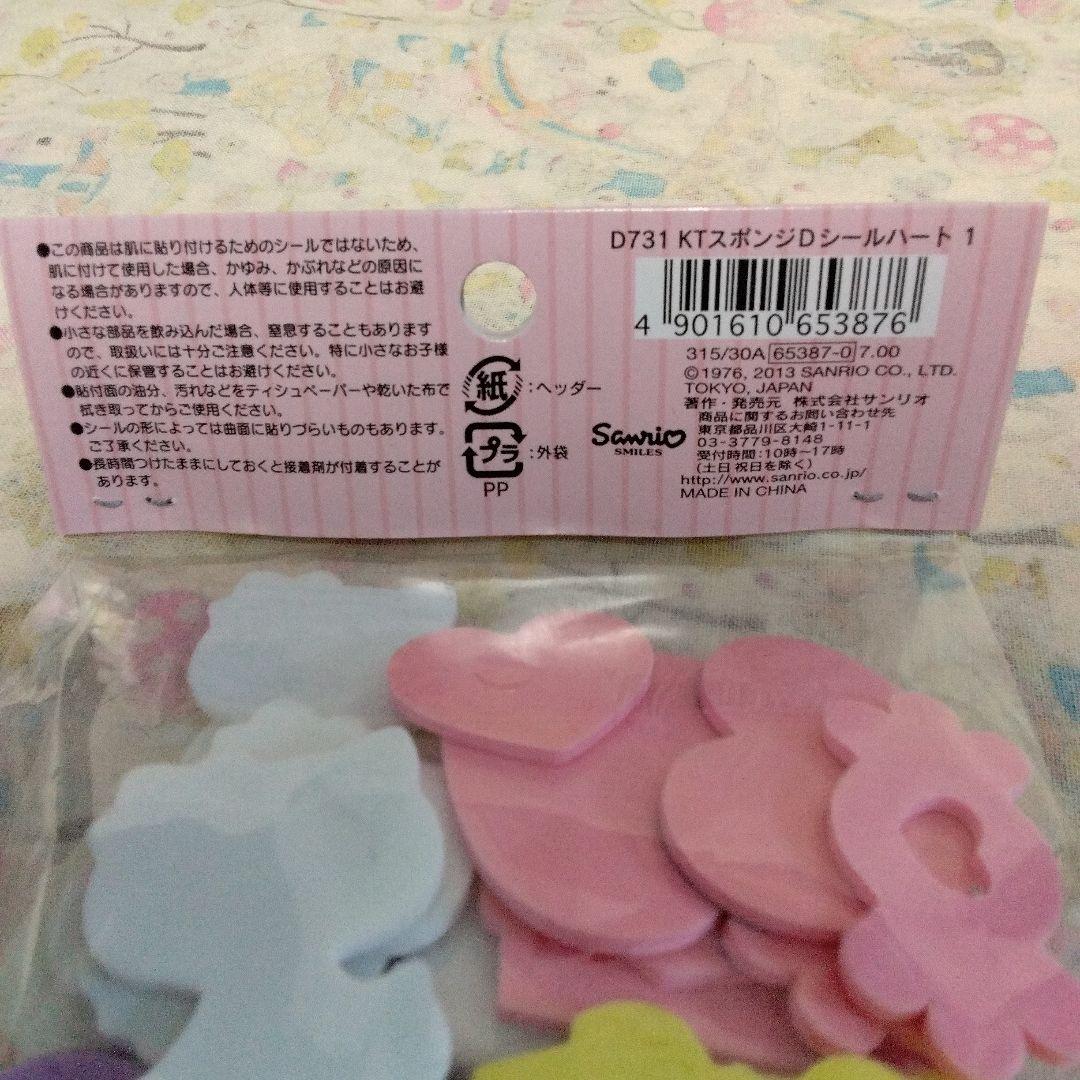 ●この商品は肌に貼り付けるためのシールではないため、
肌に付けて使用した場合、かゆみ、かぶれなどの原因に
なる場合がありますので、人体等に使用することはお避
けください。
●小さな部品を飲み込んだ場合、窒息することもあります
ので、取扱いには十分ご注意ください。特に小さなお子様
の近くに保管することはお避けください。
●貼付面の油分、汚れなどをティシュペーパーや乾いた布で
拭き取ってからご使用ください。
●シールの形によっては曲面に貼りづらいものもあります。
ご了承ください。
●長時間つけたままにしておくと接着剤が付着することが
あります。
紙:ヘッダー
プラ:外袋
PP
Sanrio
SMILES
D731 KTスポンジDシールハート 1
4 901610 653876
315/30A 65387-0 7.00
©1976, 2013 SANRIO CO., LTD.
TOKYO, JAPAN
著作・発売元 株式会社サンリオ
商品に関するお問い合わせ先
東京都品川区大崎1-11-1
03-3779-8148
受付時間:10時〜17時
(土日祝日を除く)
http://www.sanrio.co.jp/
MADE IN CHINA